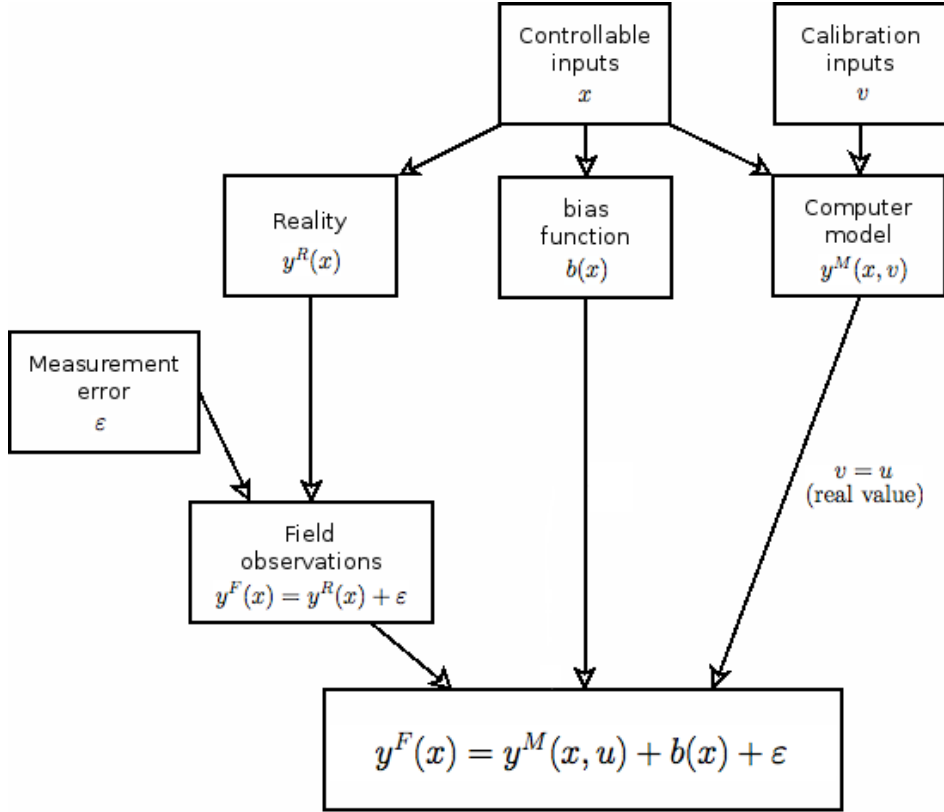 Controllable
inputs
x
Calibration
inputs
v
Reality
y^R(x)
bias
function
b(x)
Computer
model
y^M(x, v)
Measurement
error
ε
v = u
(real value)
Field
observations
y^F(x) = y^R(x) + ε
y^F(x) = y^M(x, u) + b(x) + ε